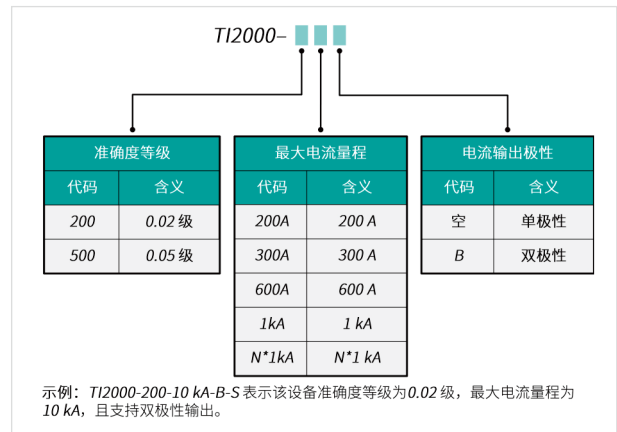 TI2000–
准确度等级
代码 含义
200 0.02 级
500 0.05 级
最大电流量程
代码 含义
200A 200 A
300A 300 A
600A 600 A
1kA 1 kA
N*1kA N*1 kA
电流输出极性
代码 含义
空 单极性
B 双极性
示例：TI2000-200-10 kA-B-S 表示该设备准确度等级为0.02 级，最大电流量程为
10 kA，且支持双极性输出。